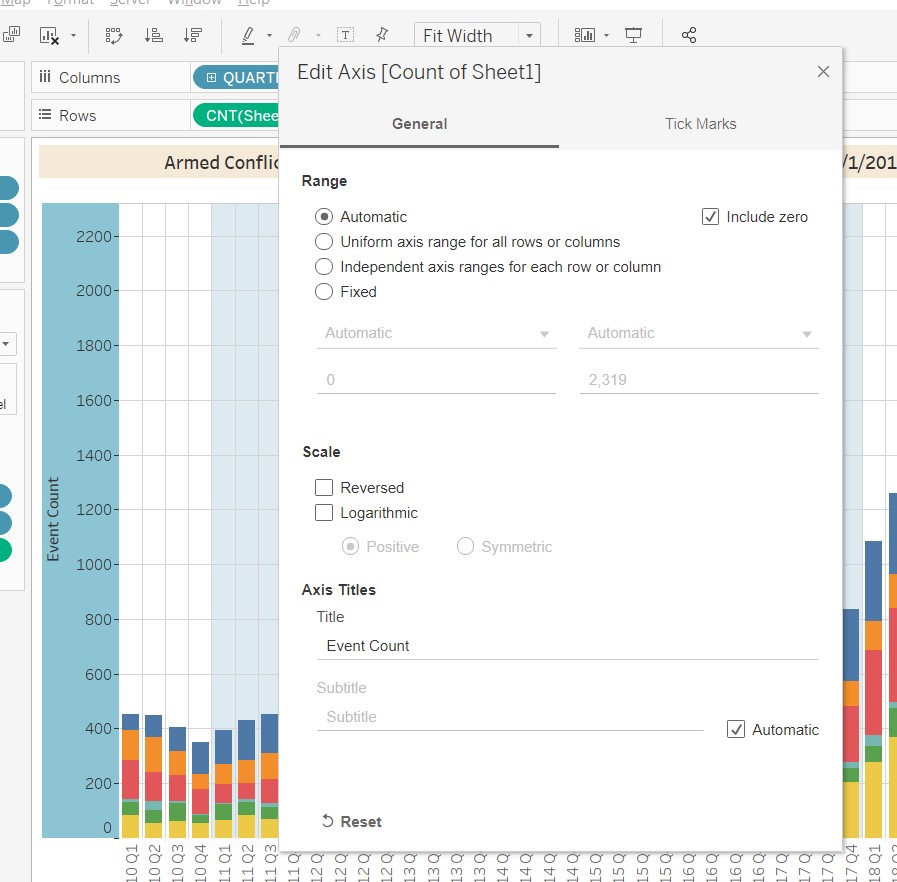 Map Format Server Window Help
Fit Width
Columns
QUARTE
Rows
CNT(Shee
Edit Axis [Count of Sheet1]
General
Tick Marks
Armed Conflic
/1/201
Range
Automatic
Include zero
Uniform axis range for all rows or columns
Independent axis ranges for each row or column
Fixed
Automatic
Automatic
0
2,319
Scale
Reversed
Logarithmic
Positive
Symmetric
Axis Titles
Title
Event Count
Subtitle
Subtitle
Automatic
Reset
el
Event Count
2200
2000
1800
1600
1400
1200
1000
800
600
400
200
0
10 Q1
10 Q2
10 Q3
10 Q4
11 Q1
11 Q2
11 Q3
11 Q
12 Q
12 Q
12 Q
12 Q
13 Q
13 Q
13 Q
13 Q
14 Q
14 Q
14 Q
14 Q
15 Q
15 Q
15 Q
15 Q
16 Q
16 Q
16 Q
16 Q
17 Q
17 Q
17 Q
17 Q4
18 Q1